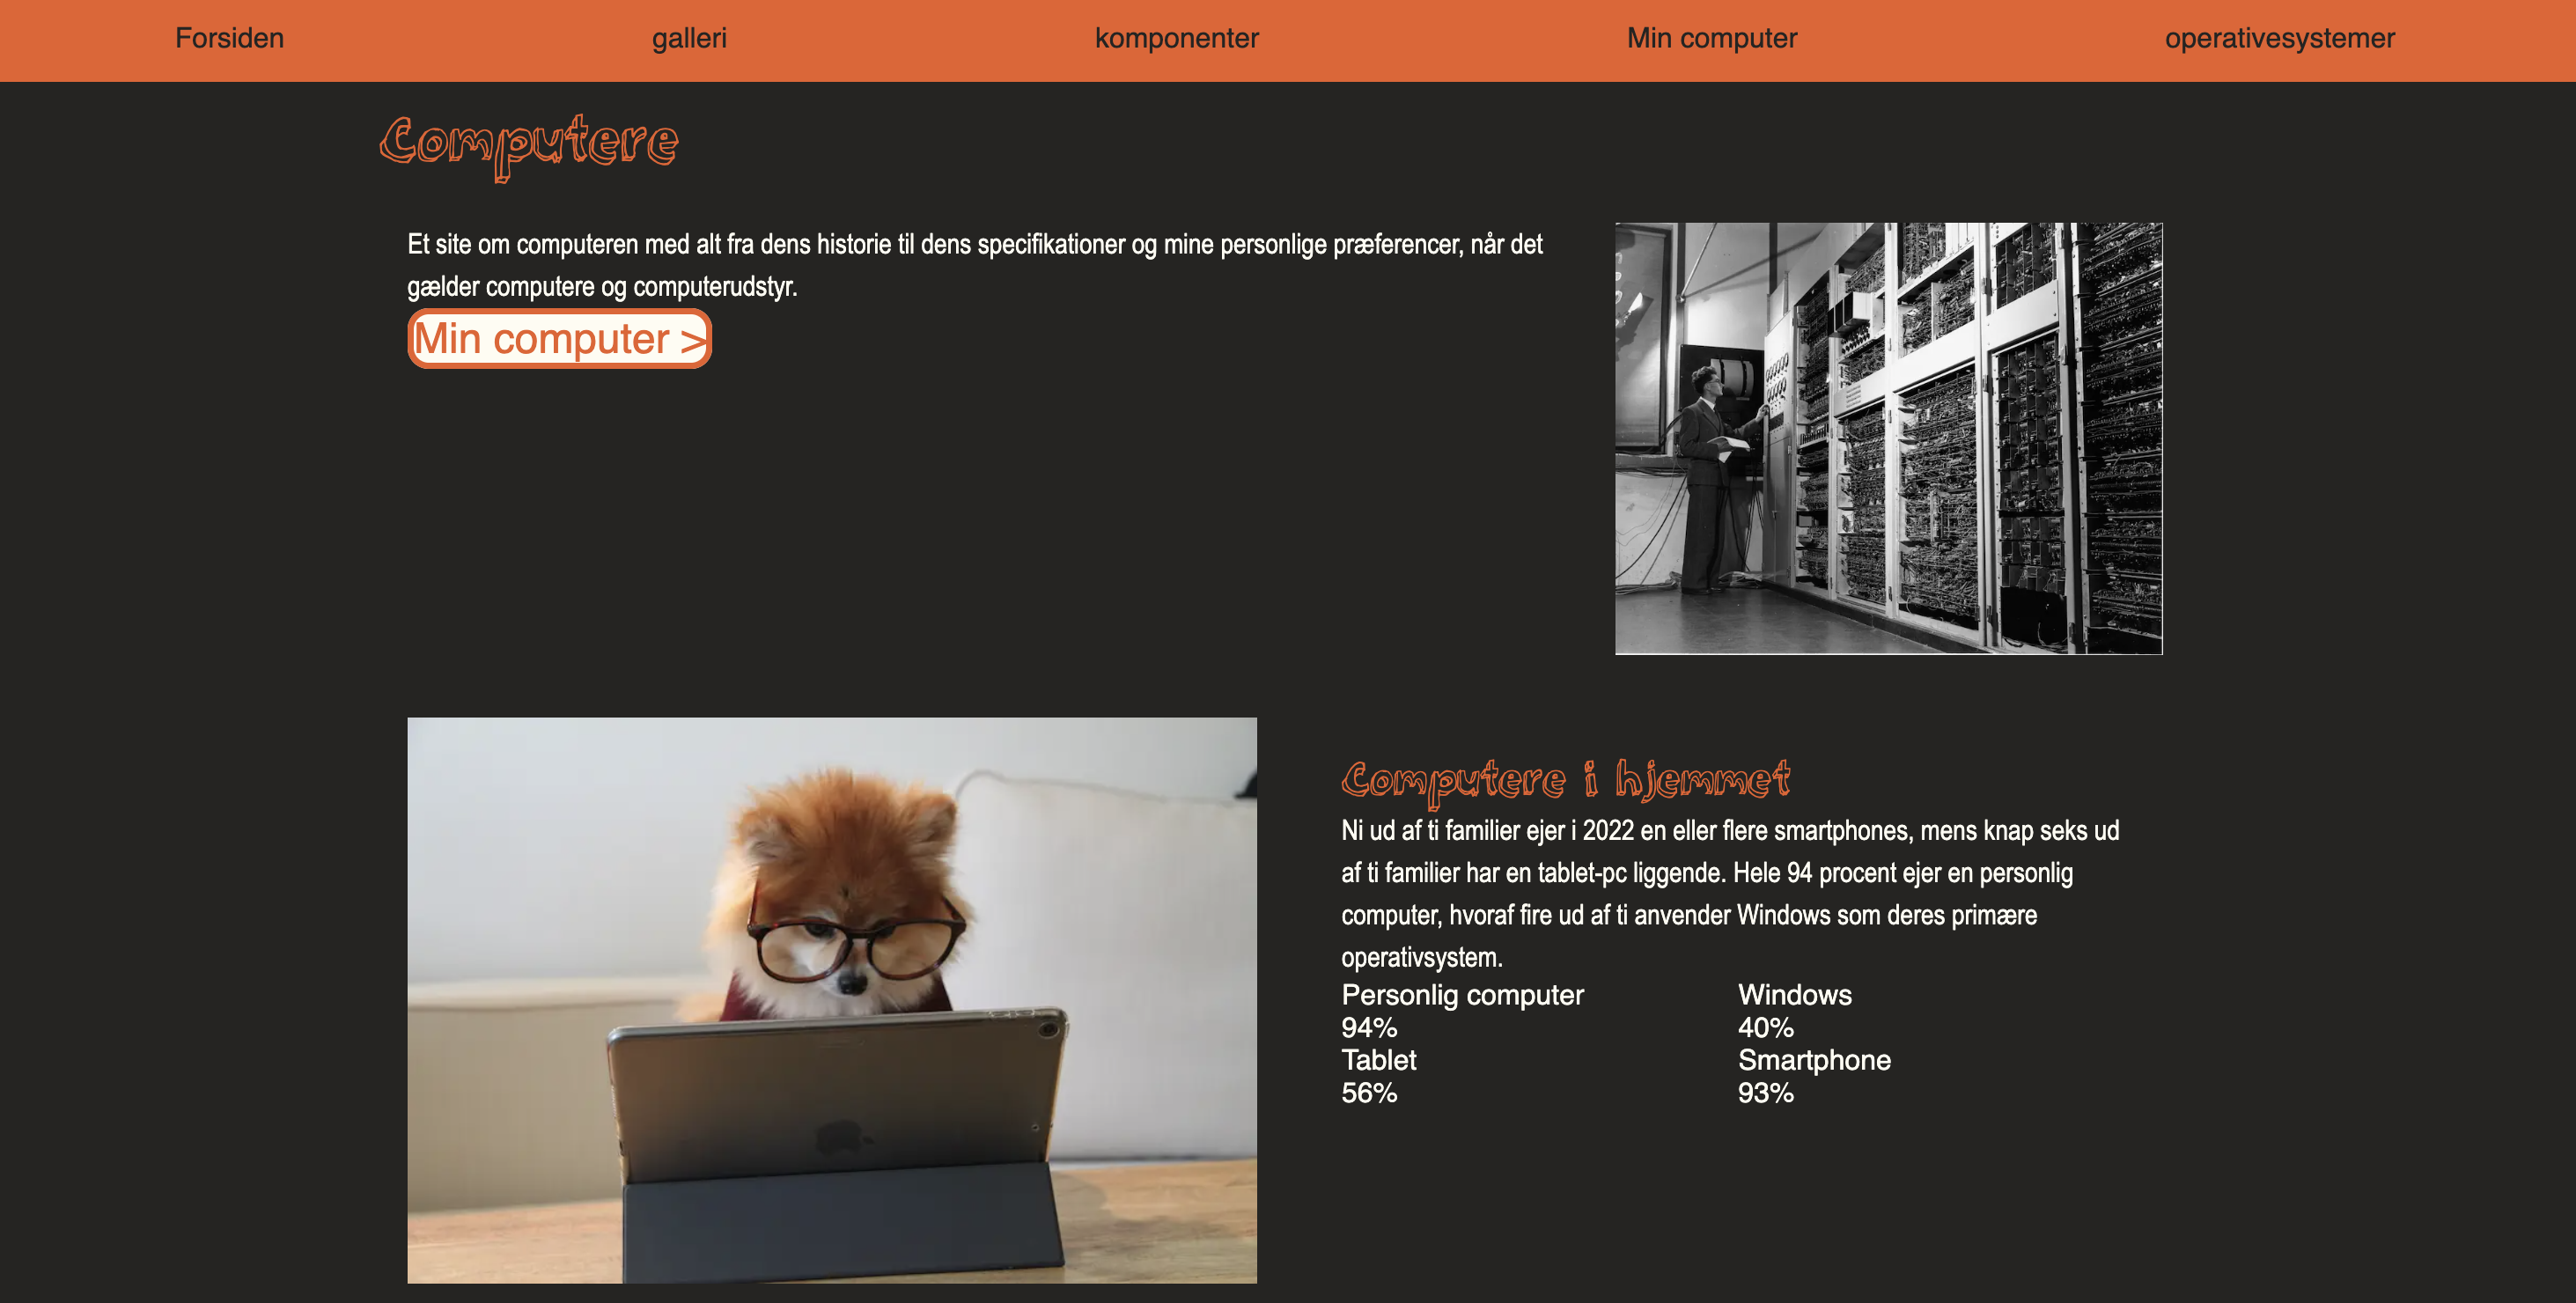 Forsiden
galleri
komponenter
Min computer
operativesystemer
Computere
Et site om computeren med alt fra dens historie til dens specifikationer og mine personlige præferencer, når det
gælder computere og computerudstyr.
Min computer >
Computere i hjemmet
Ni ud af ti familier ejer i 2022 en eller flere smartphones, mens knap seks ud
af ti familier har en tablet-pc liggende. Hele 94 procent ejer en personlig
computer, hvoraf fire ud af ti anvender Windows som deres primære
operativsystem.
Personlig computer
94%
Windows
40%
Tablet
56%
Smartphone
93%